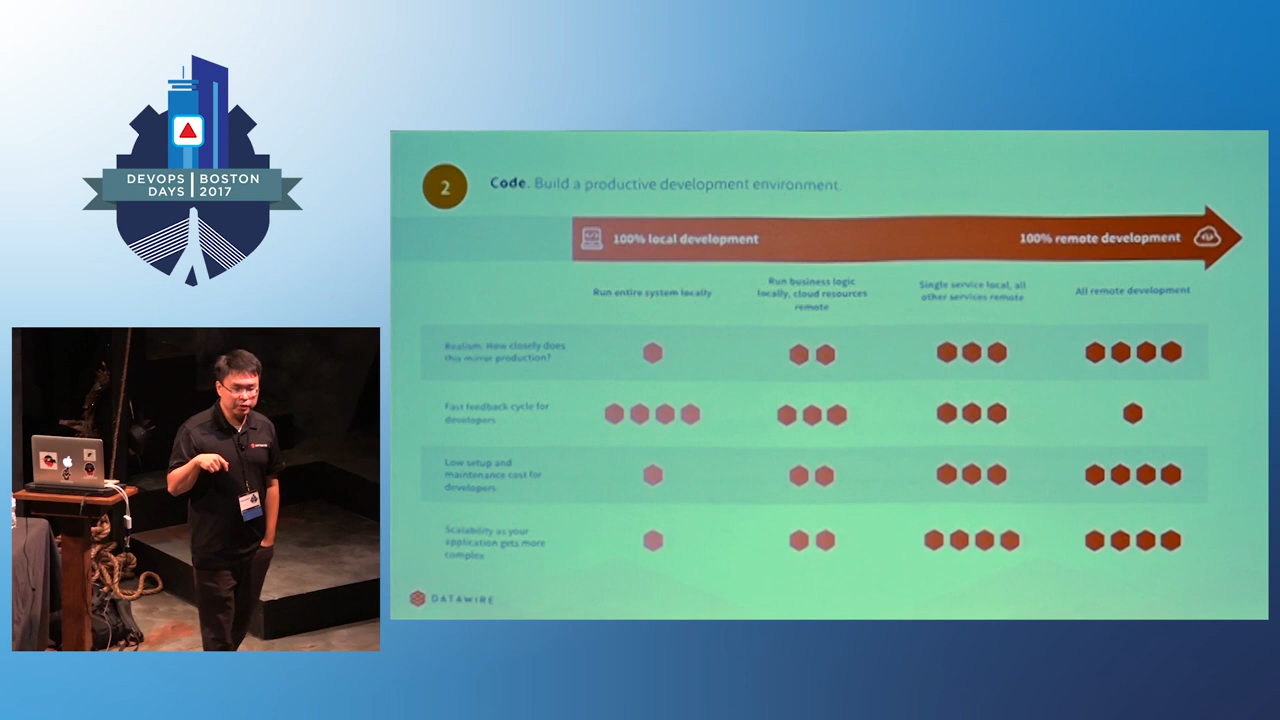 DEVOPS BOSTON
DAYS 2017
2
Code. Build a productive development environment.
100% local development
100% remote development
Run entire system locally
Run business logic
locally, cloud resources
remote
Single service local, all
other services remote
All remote development
Realism. How closely does
this mirror production?
Fast feedback cycle for
developers
Low setup and
maintenance cost for
developers
Scalability as your
application gets more
complex
DATAWIRE